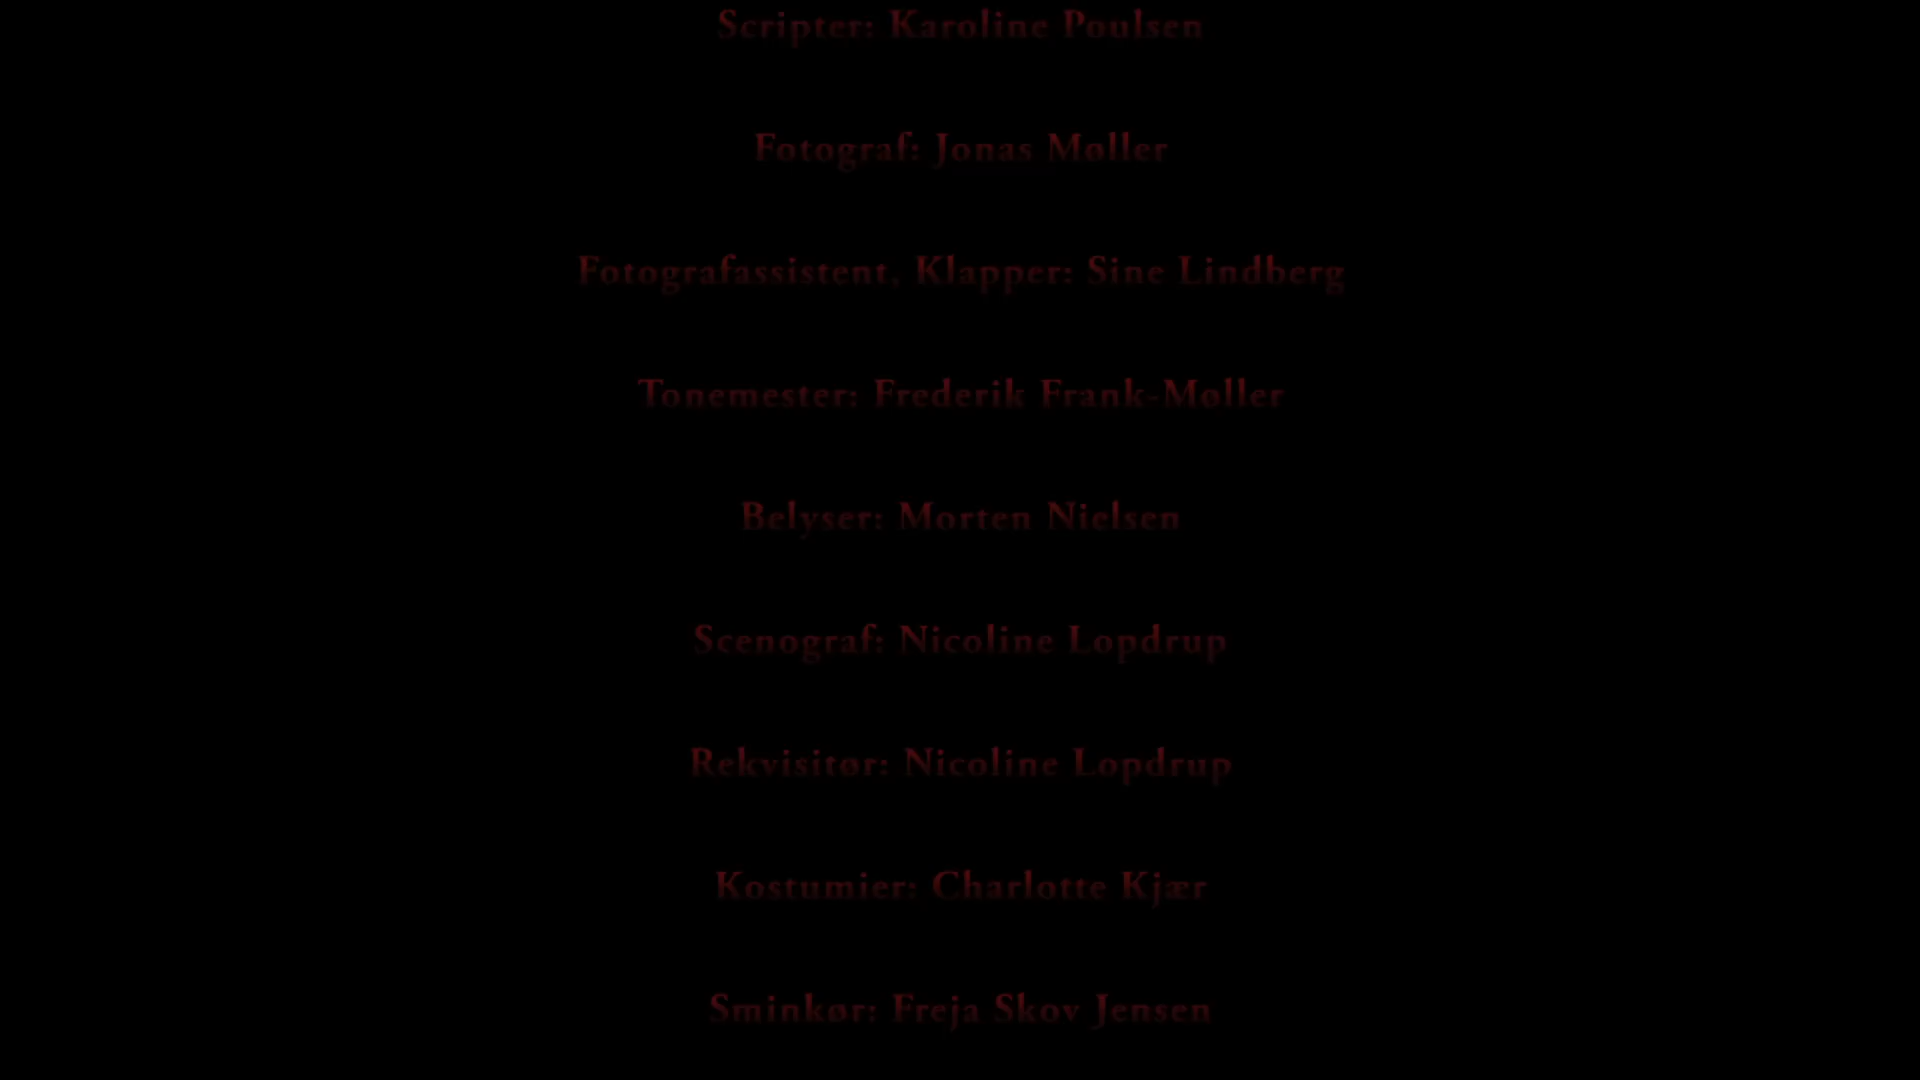 Scripter: Karoline Poulsen
Fotograf: Jonas Møller
Fotografassistent, Klapper: Sine Lindberg
Tonemester: Frederik Frank-Møller
Belyser: Morten Nielsen
Scenograf: Nicoline Lopdrup
Rekvisitør: Nicoline Lopdrup
Kostumier: Charlotte Kjær
Sminkør: Freja Skov Jensen